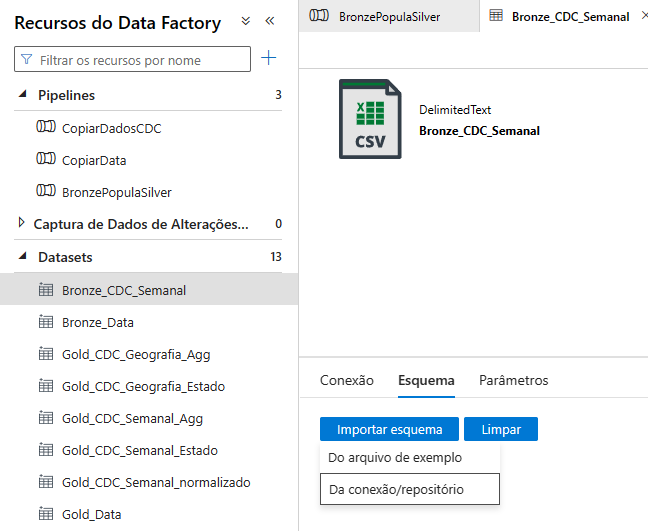 Recursos do Data Factory
Filtrar os recursos por nome
Pipelines 3
CopiarDadosCDC
CopiarData
BronzePopulaSilver
Captura de Dados de Alterações... 0
Datasets 13
Bronze_CDC_Semanal
Bronze_Data
Gold_CDC_Geografia_Agg
Gold_CDC_Geografia_Estado
Gold_CDC_Semanal_Agg
Gold_CDC_Semanal_Estado
Gold_CDC_Semanal_normalizado
Gold_Data
BronzePopulaSilver Bronze_CDC_Semanal
X
CSV
DelimitedText
Bronze_CDC_Semanal
Conexão Esquema Parâmetros
Importar esquema Limpar
Do arquivo de exemplo
Da conexão/repositório